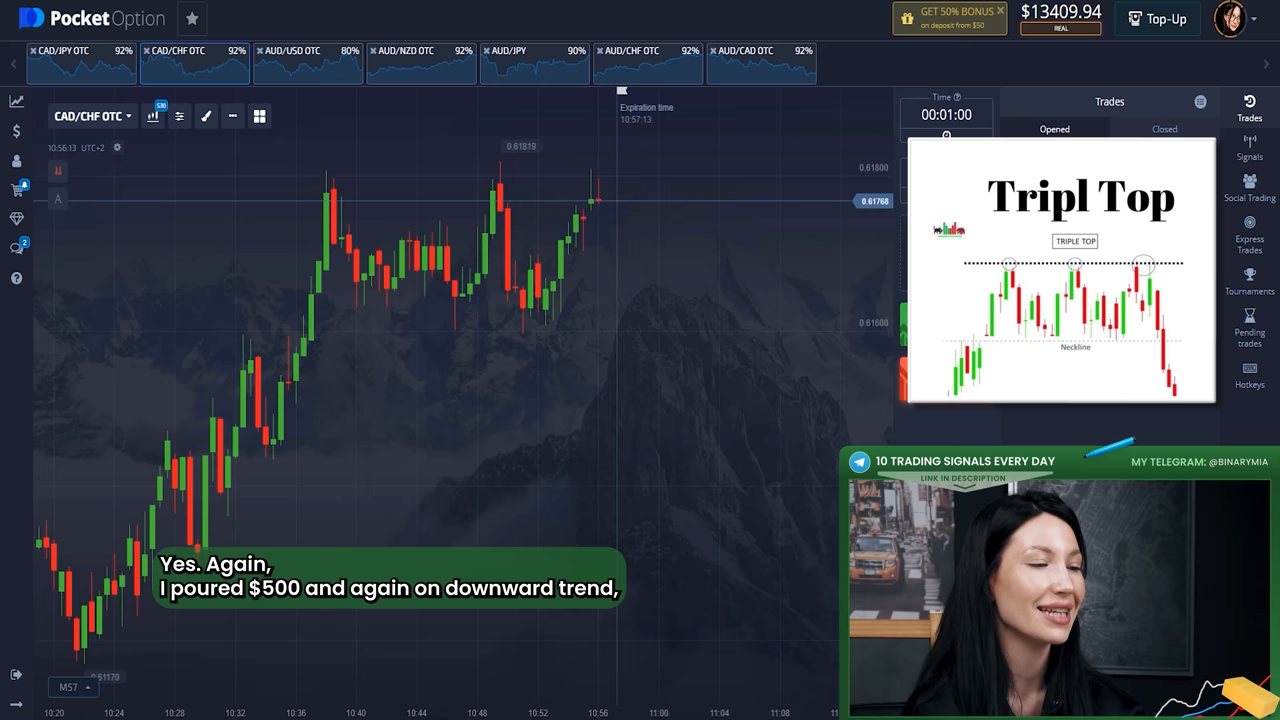 PocketOption
GET 50% BONUS
on deposit from $50
$13409.94
REAL
Top-Up
CAD/JPY OTC 92%
CAD/CHF OTC 92%
AUD/USD OTC 80%
AUD/NZD OTC 92%
AUD/JPY 90%
AUD/CHF OTC 92%
AUD/CAD OTC 92%
CAD/CHF OTC
S30
Expiration time
10:57:13
10:56:13 UTC+2
0.61819
0.61800
0.61768
0.61600
A
2
Time
00:01:00
Trades
Opened
Closed
Trades
Signals
Social Trading
Express
Trades
Tournaments
Pending
trades
Hotkeys
Tripl Top
TRIPLE TOP
Neckline
10 TRADING SIGNALS EVERY DAY
LINK IN DESCRIPTION
MY TELEGRAM: @BINARYMIA
Yes. Again,
I poured $500 and again on downward trend,
M57
10:20 10:24 10:28 10:32 10:36 10:40 10:44 10:48 10:52 10:56 11:00 11:04 11:08